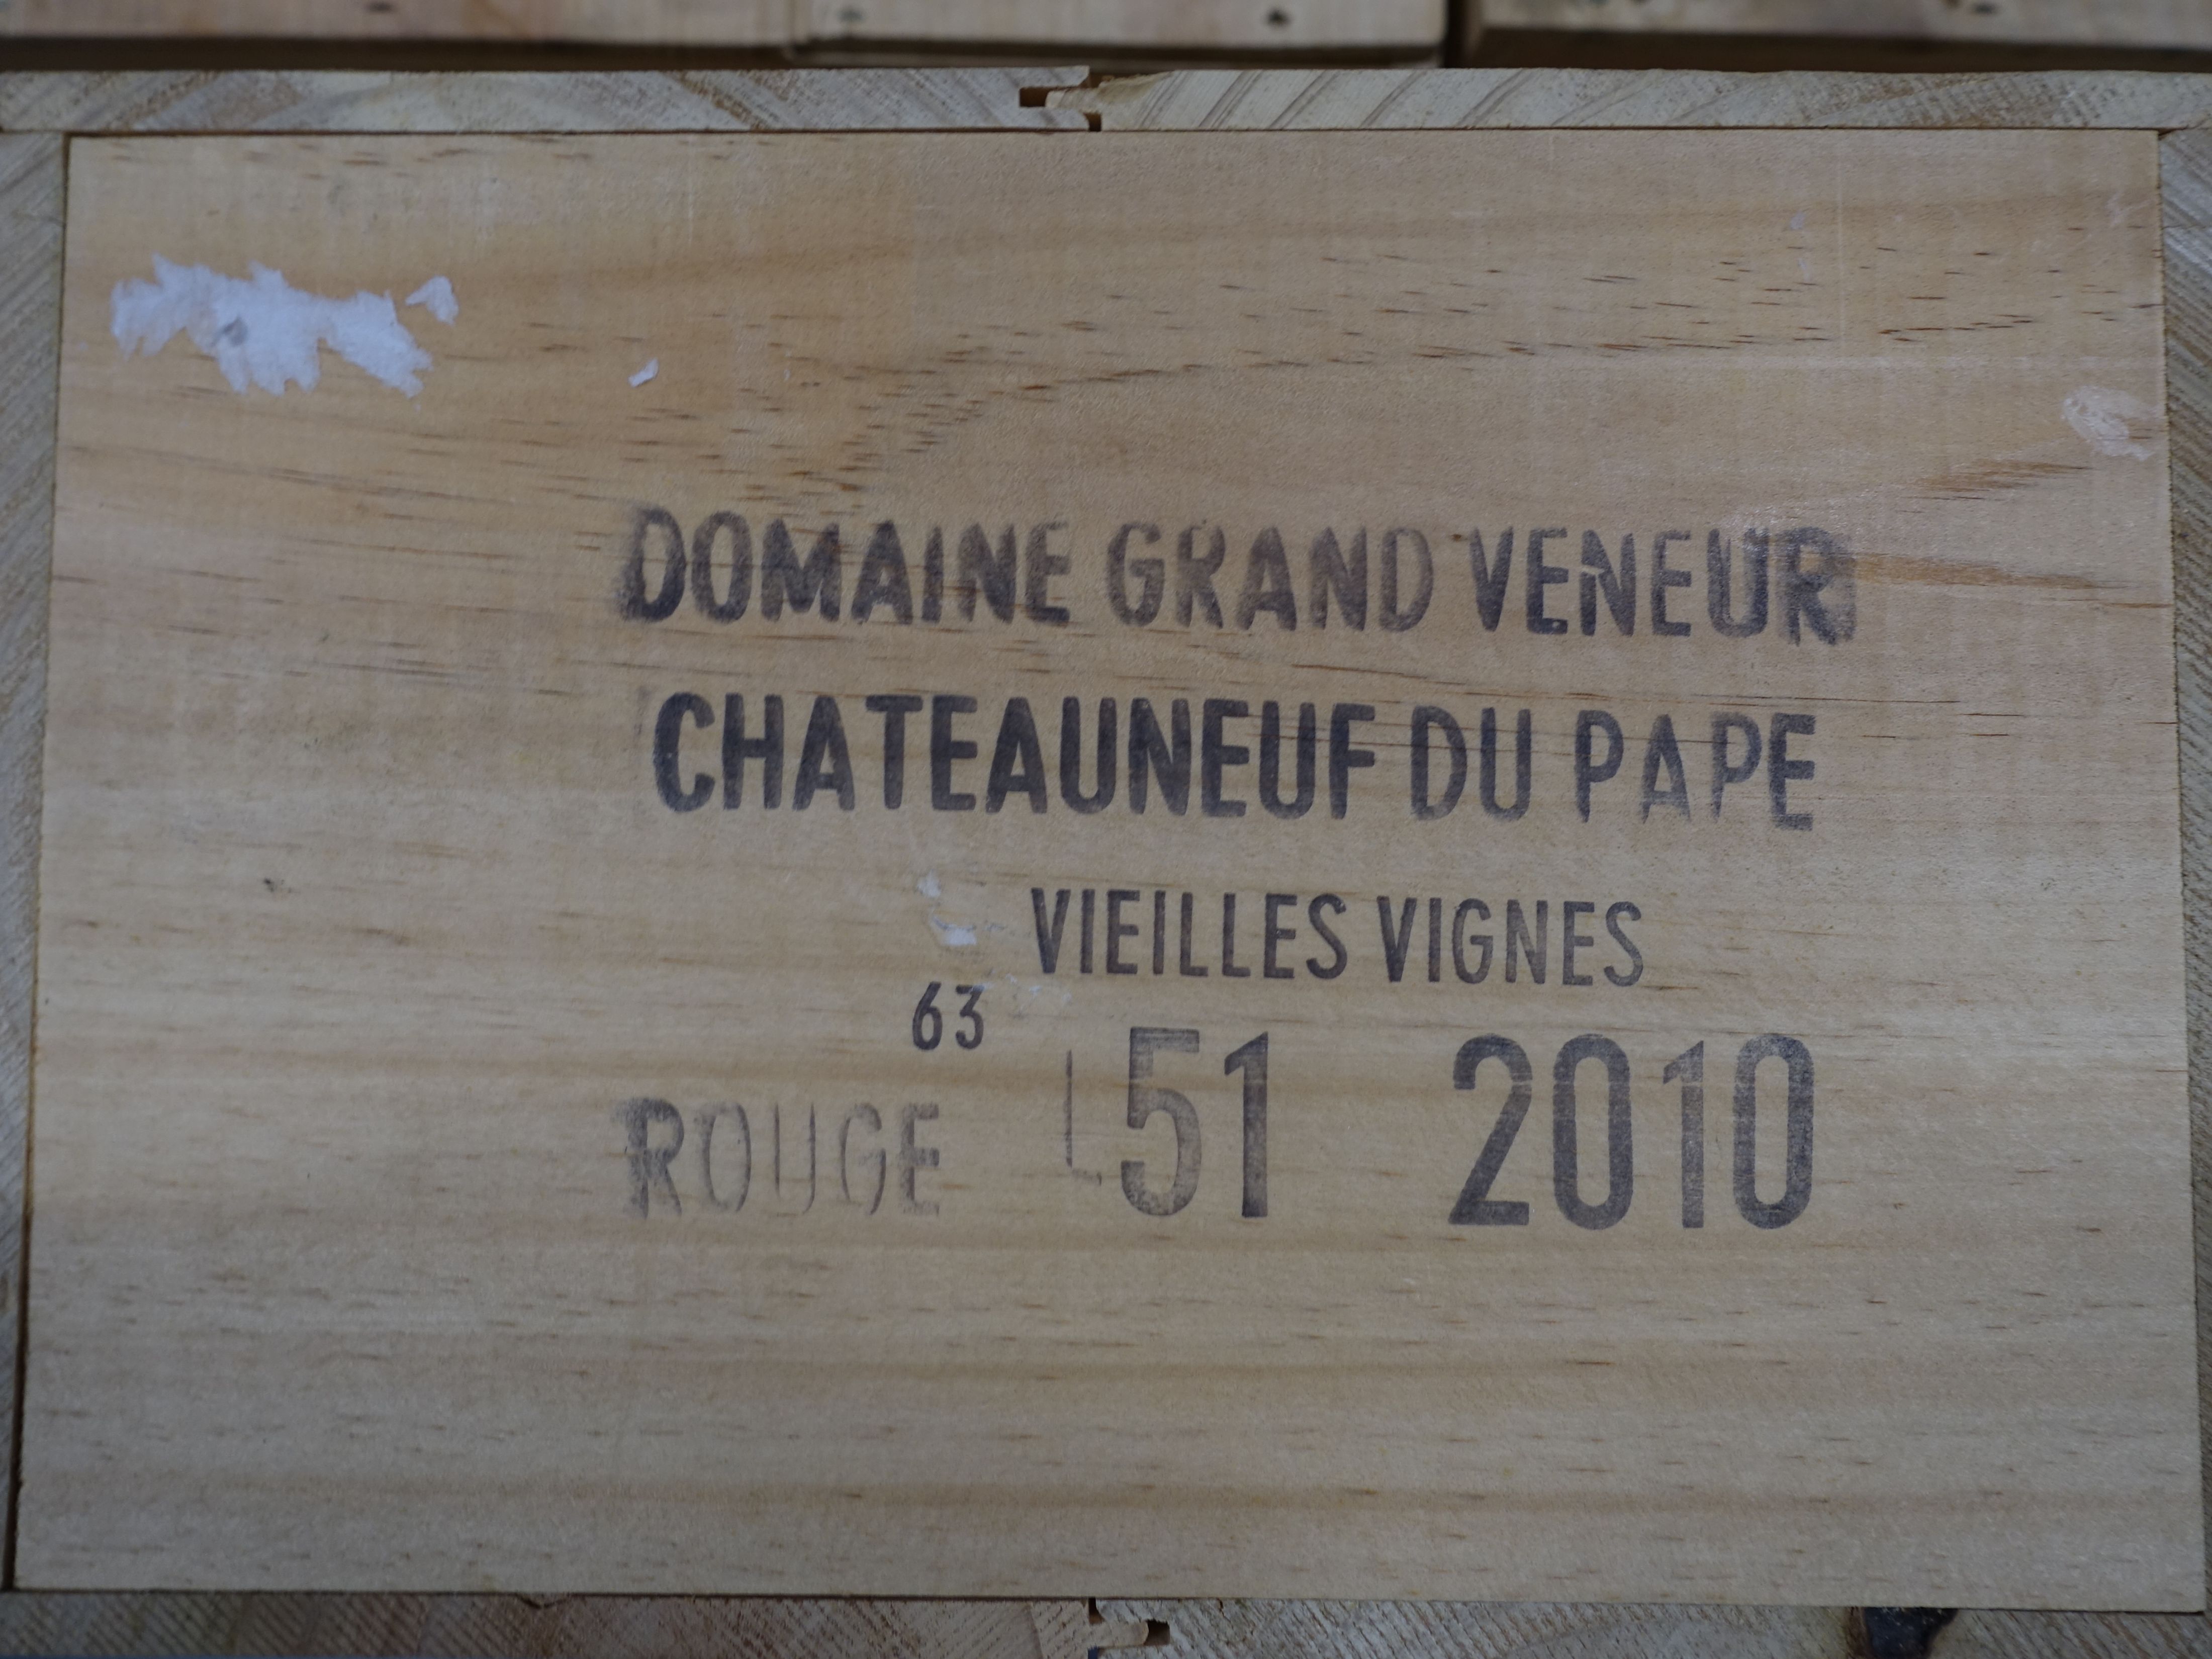 DOMAINE GRAND VENEUR
CHATEAUNEUF DU PAPE
VIEILLES VIGNES
63
ROUGE L51 2010